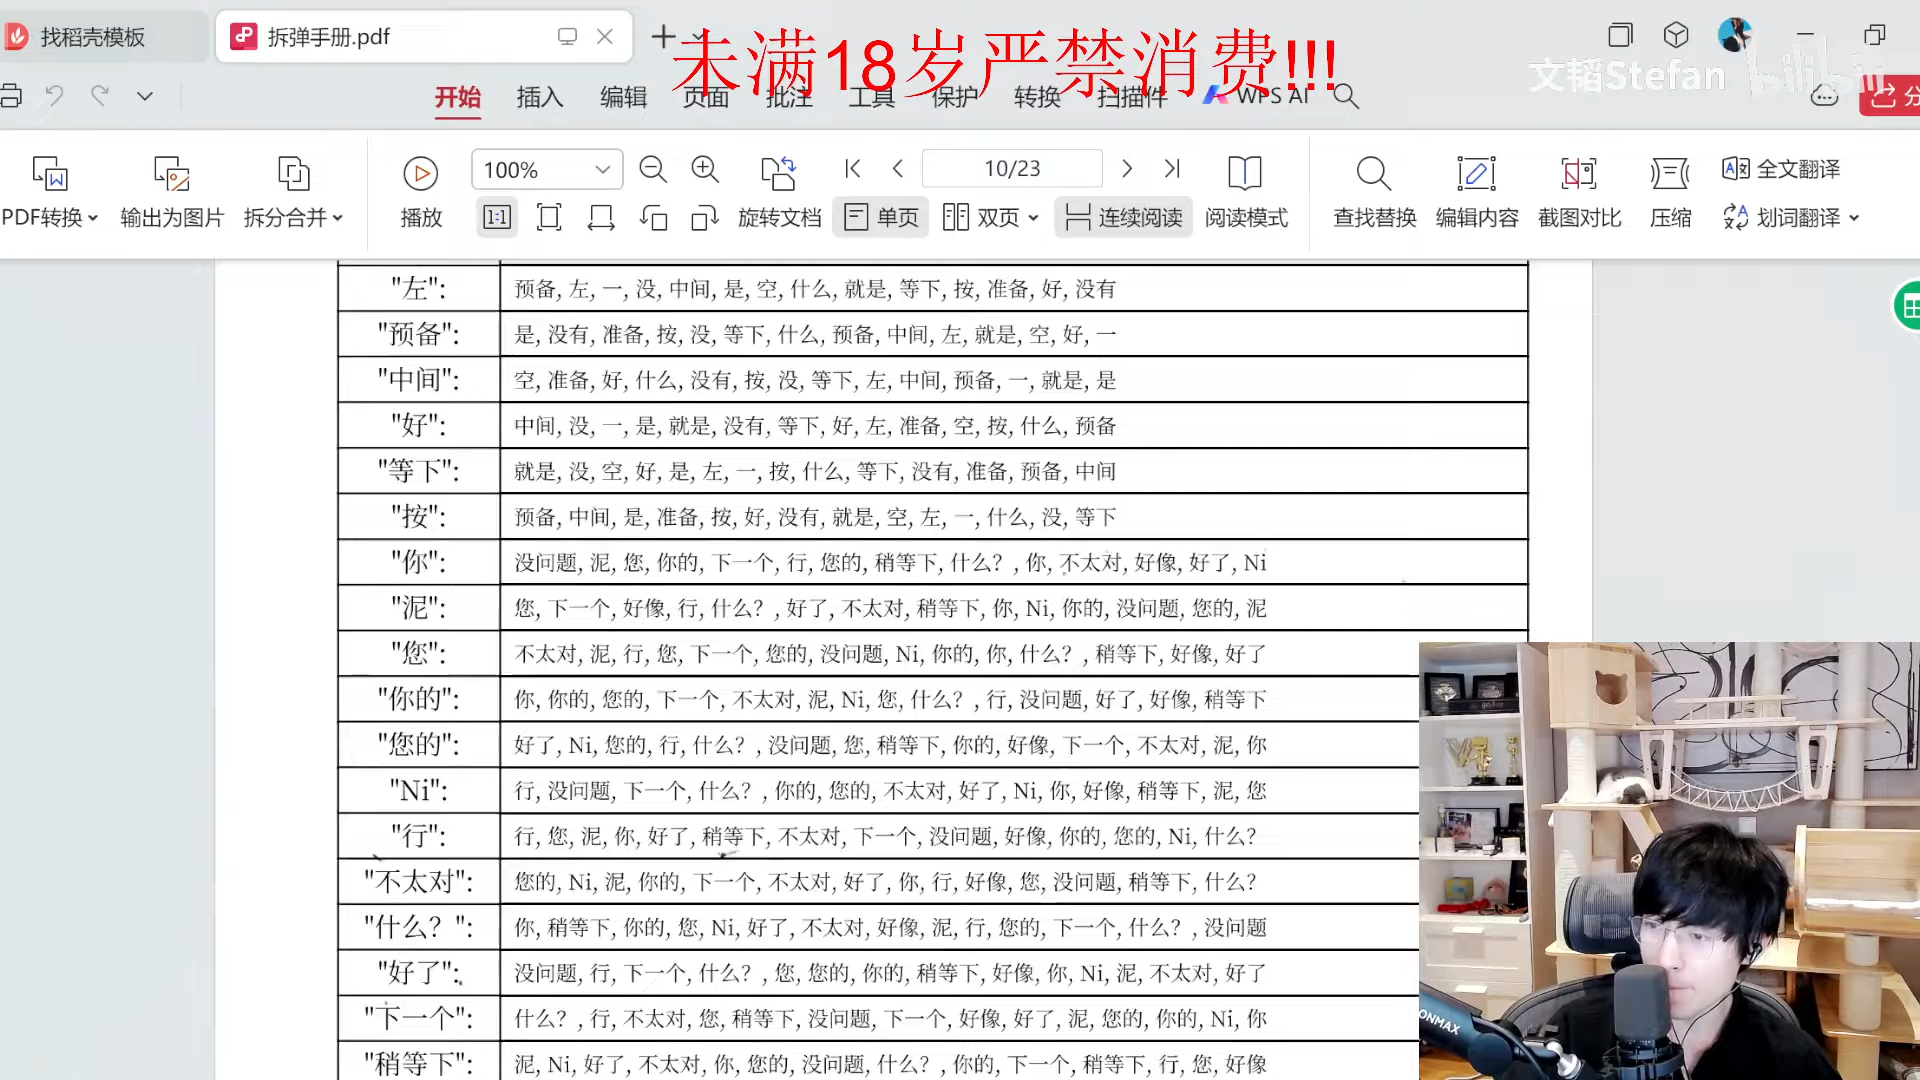 找稻壳模板
拆弹手册.pdf
未满18岁严禁消费!!!
文韬Stefan
bilibili
开始 插入 编辑 页面 批注 工具 保护 转换 扫描件 WPS AI
分
100%
10/23
全文翻译
PDF转换 输出为图片 拆分合并 播放 旋转文档 单页 双页 连续阅读 阅读模式 查找替换 编辑内容 截图对比 压缩 划词翻译
"左": 预备, 左, 一, 没, 中间, 是, 空, 什么, 就是, 等下, 按, 准备, 好, 没有
"预备": 是, 没有, 准备, 按, 没, 等下, 什么, 预备, 中间, 左, 就是, 空, 好, 一
"中间": 空, 准备, 好, 什么, 没有, 按, 没, 等下, 左, 中间, 预备, 一, 就是, 是
"好": 中间, 没, 一, 是, 就是, 没有, 等下, 好, 左, 准备, 空, 按, 什么, 预备
"等下": 就是, 没, 空, 好, 是, 左, 一, 按, 什么, 等下, 没有, 准备, 预备, 中间
"按": 预备, 中间, 是, 准备, 按, 好, 没有, 就是, 空, 左, 一, 什么, 没, 等下
"你": 没问题, 泥, 您, 你的, 下一个, 行, 您的, 稍等下, 什么？, 你, 不太对, 好像, 好了, Ni
"泥": 您, 下一个, 好像, 行, 什么？, 好了, 不太对, 稍等下, 你, Ni, 你的, 没问题, 您的, 泥
"您": 不太对, 泥, 行, 您, 下一个, 您的, 没问题, Ni, 你的, 你, 什么？, 稍等下, 好像, 好了
"你的": 你, 你的, 您的, 下一个, 不太对, 泥, Ni, 您, 什么？, 行, 没问题, 好了, 好像, 稍等下
"您的": 好了, Ni, 您的, 行, 什么？, 没问题, 您, 稍等下, 你的, 好像, 下一个, 不太对, 泥, 你
"Ni": 行, 没问题, 下一个, 什么？, 你的, 您的, 不太对, 好了, Ni, 你, 好像, 稍等下, 泥, 您
"行": 行, 您, 泥, 你, 好了, 稍等下, 不太对, 下一个, 没问题, 好像, 你的, 您的, Ni, 什么？
"不太对": 您的, Ni, 泥, 你的, 下一个, 不太对, 好了, 你, 行, 好像, 您, 没问题, 稍等下, 什么？
"什么？": 你, 稍等下, 你的, 您, Ni, 好了, 不太对, 好像, 泥, 行, 您的, 下一个, 什么？, 没问题
"好了": 没问题, 行, 下一个, 什么？, 您, 您的, 你的, 稍等下, 好像, 你, Ni, 泥, 不太对, 好了
"下一个": 什么？, 行, 不太对, 您, 稍等下, 没问题, 下一个, 好像, 好了, 泥, 您的, 你的, Ni, 你
"稍等下": 泥, Ni, 好了, 不太对, 你, 您的, 没问题, 什么？, 你的, 下一个, 稍等下, 行, 您, 好像
ONMAX